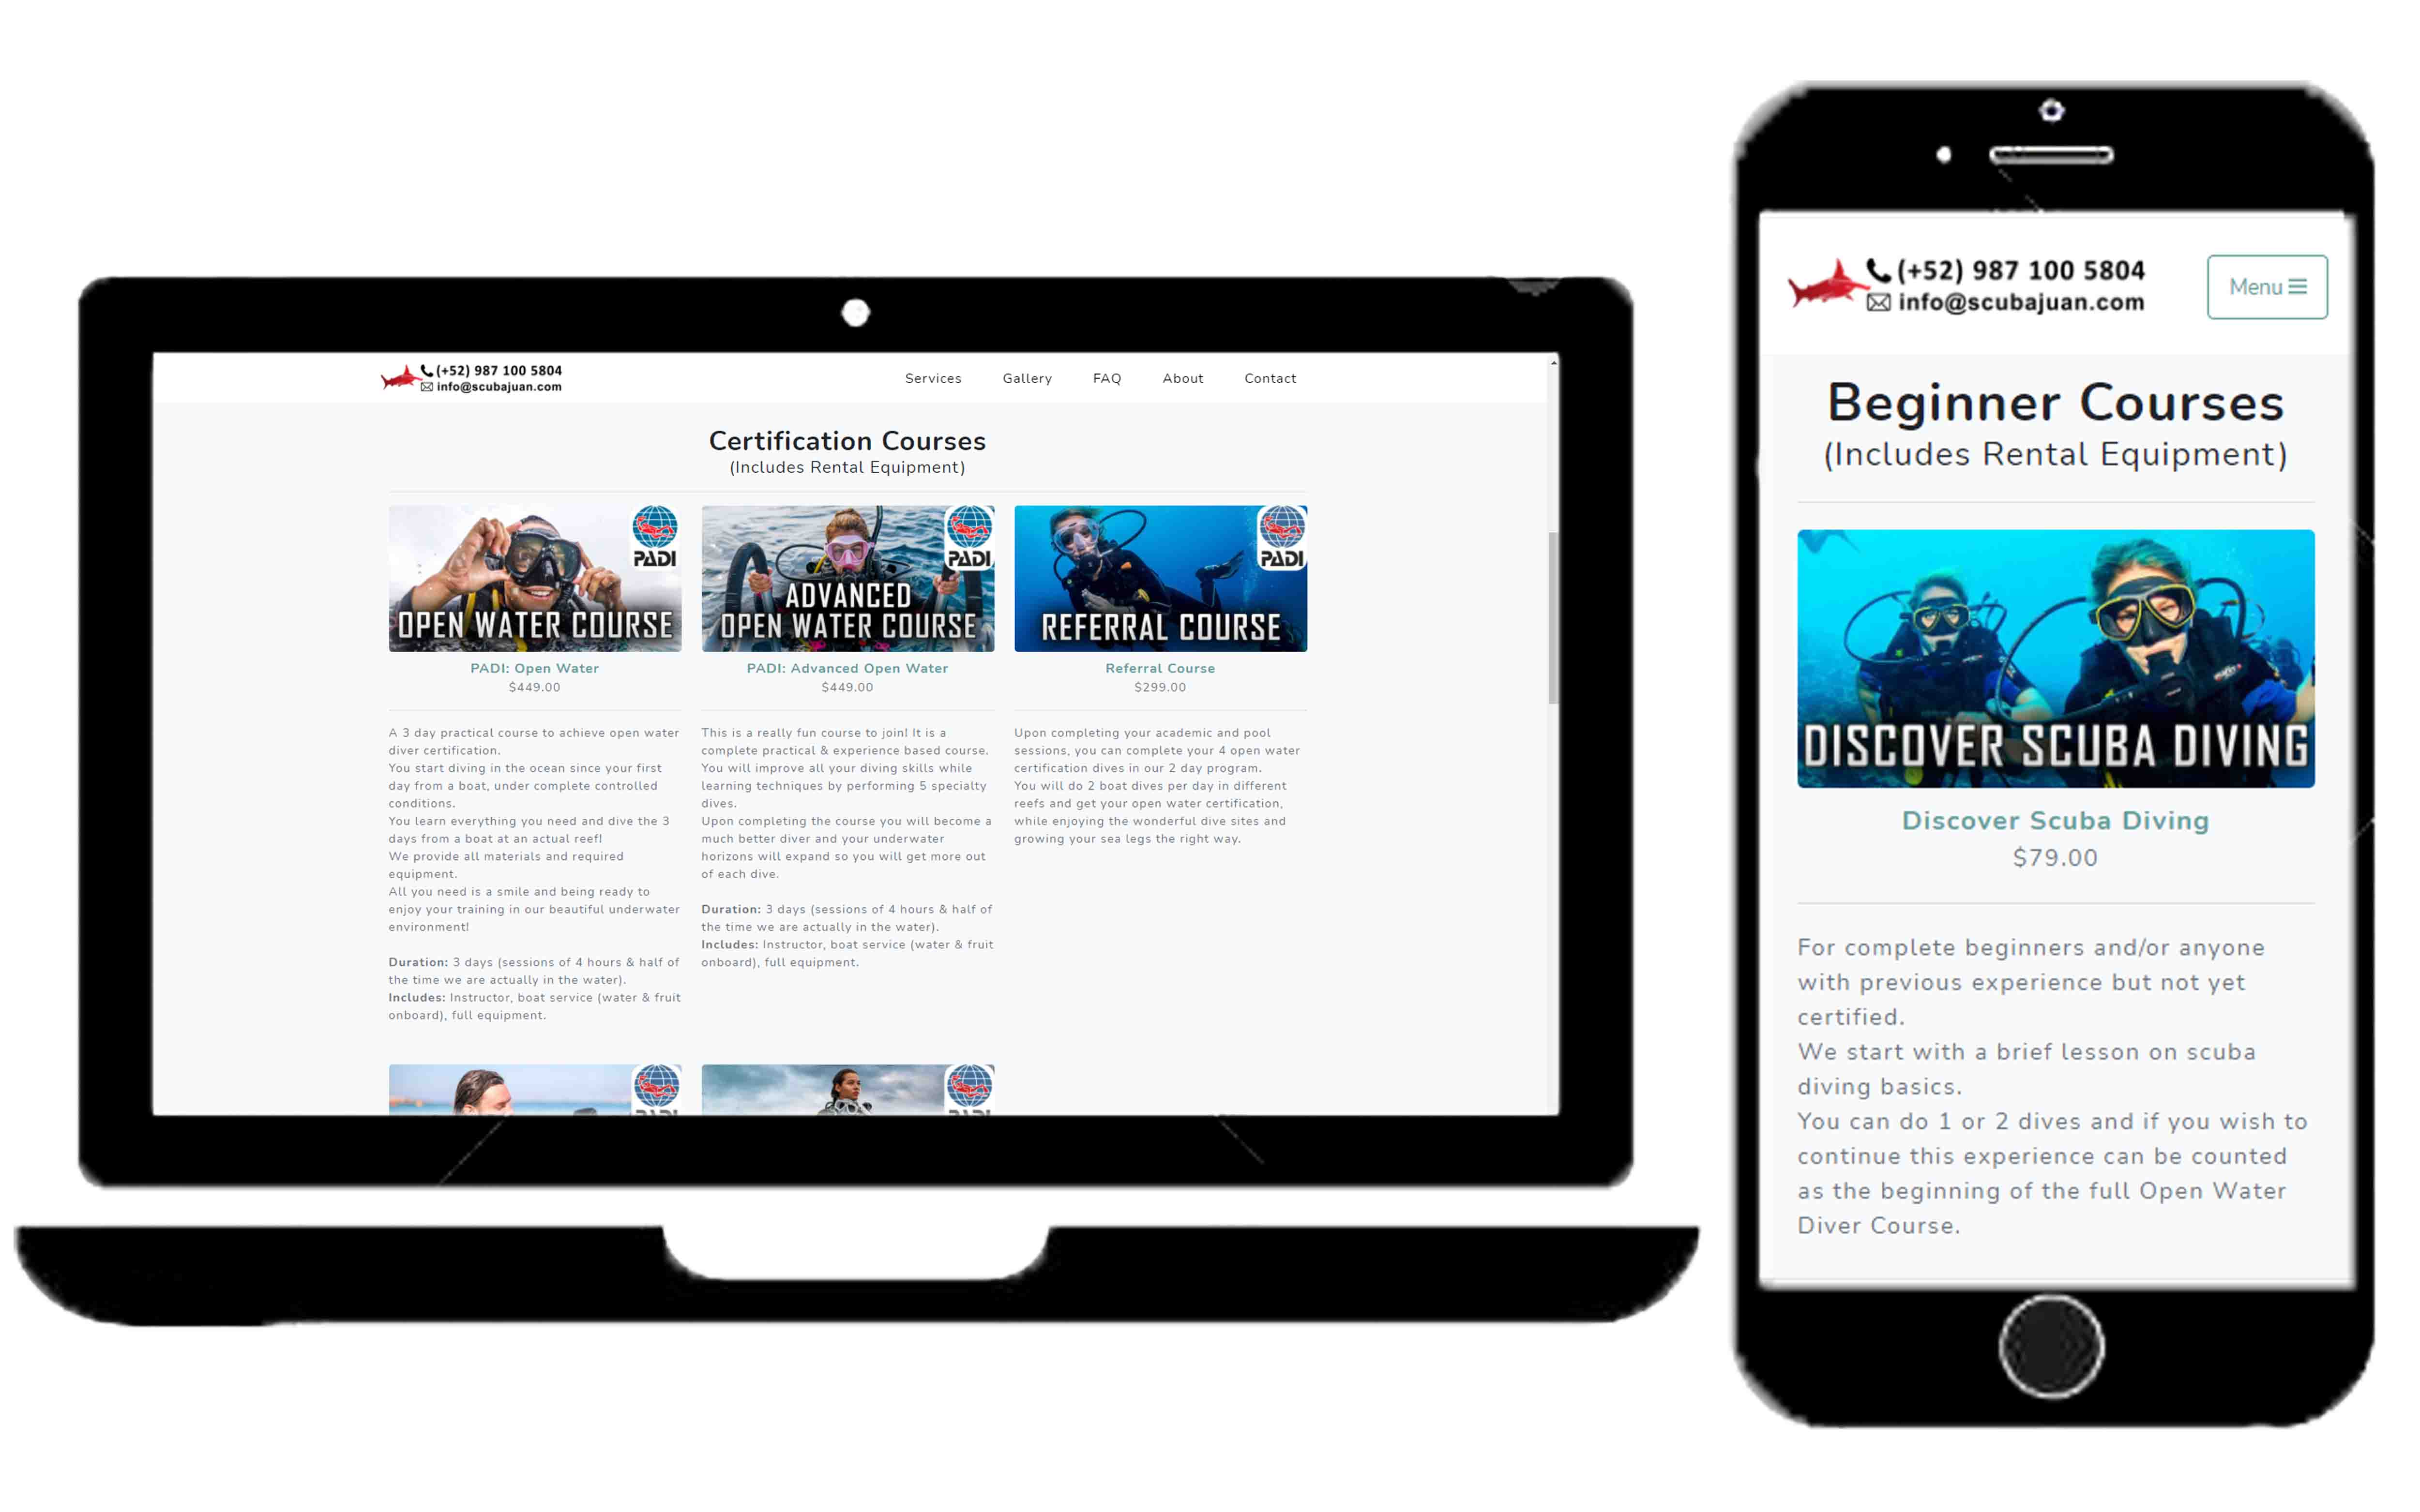 (+52) 987 100 5804
info@scubajuan.com
Services Gallery FAQ About Contact
Certification Courses
(Includes Rental Equipment)
PADI
OPEN WATER COURSE
PADI: Open Water
$449.00
A 3 day practical course to achieve open water
diver certification.
You start diving in the ocean since your first
day from a boat, under complete controlled
conditions.
You learn everything you need and dive the 3
days from a boat at an actual reef!
We provide all materials and required
equipment.
All you need is a smile and being ready to
enjoy your training in our beautiful underwater
environment!
Duration: 3 days (sessions of 4 hours & half of
the time we are actually in the water).
Includes: Instructor, boat service (water & fruit
onboard), full equipment.
PADI
ADVANCED
OPEN WATER COURSE
PADI: Advanced Open Water
$449.00
This is a really fun course to join! It is a
complete practical & experience based course.
You will improve all your diving skills while
learning techniques by performing 5 specialty
dives.
Upon completing the course you will become a
much better diver and your underwater
horizons will expand so you will get more out
of each dive.
Duration: 3 days (sessions of 4 hours & half of
the time we are actually in the water).
Includes: Instructor, boat service (water & fruit
onboard), full equipment.
PADI
REFERRAL COURSE
Referral Course
$299.00
Upon completing your academic and pool
sessions, you can complete your 4 open water
certification dives in our 2 day program.
You will do 2 boat dives per day in different
reefs and get your open water certification,
while enjoying the wonderful dive sites and
growing your sea legs the right way.
(+52) 987 100 5804
info@scubajuan.com
Menu
Beginner Courses
(Includes Rental Equipment)
DISCOVER SCUBA DIVING
Discover Scuba Diving
$79.00
For complete beginners and/or anyone
with previous experience but not yet
certified.
We start with a brief lesson on scuba
diving basics.
You can do 1 or 2 dives and if you wish to
continue this experience can be counted
as the beginning of the full Open Water
Diver Course.